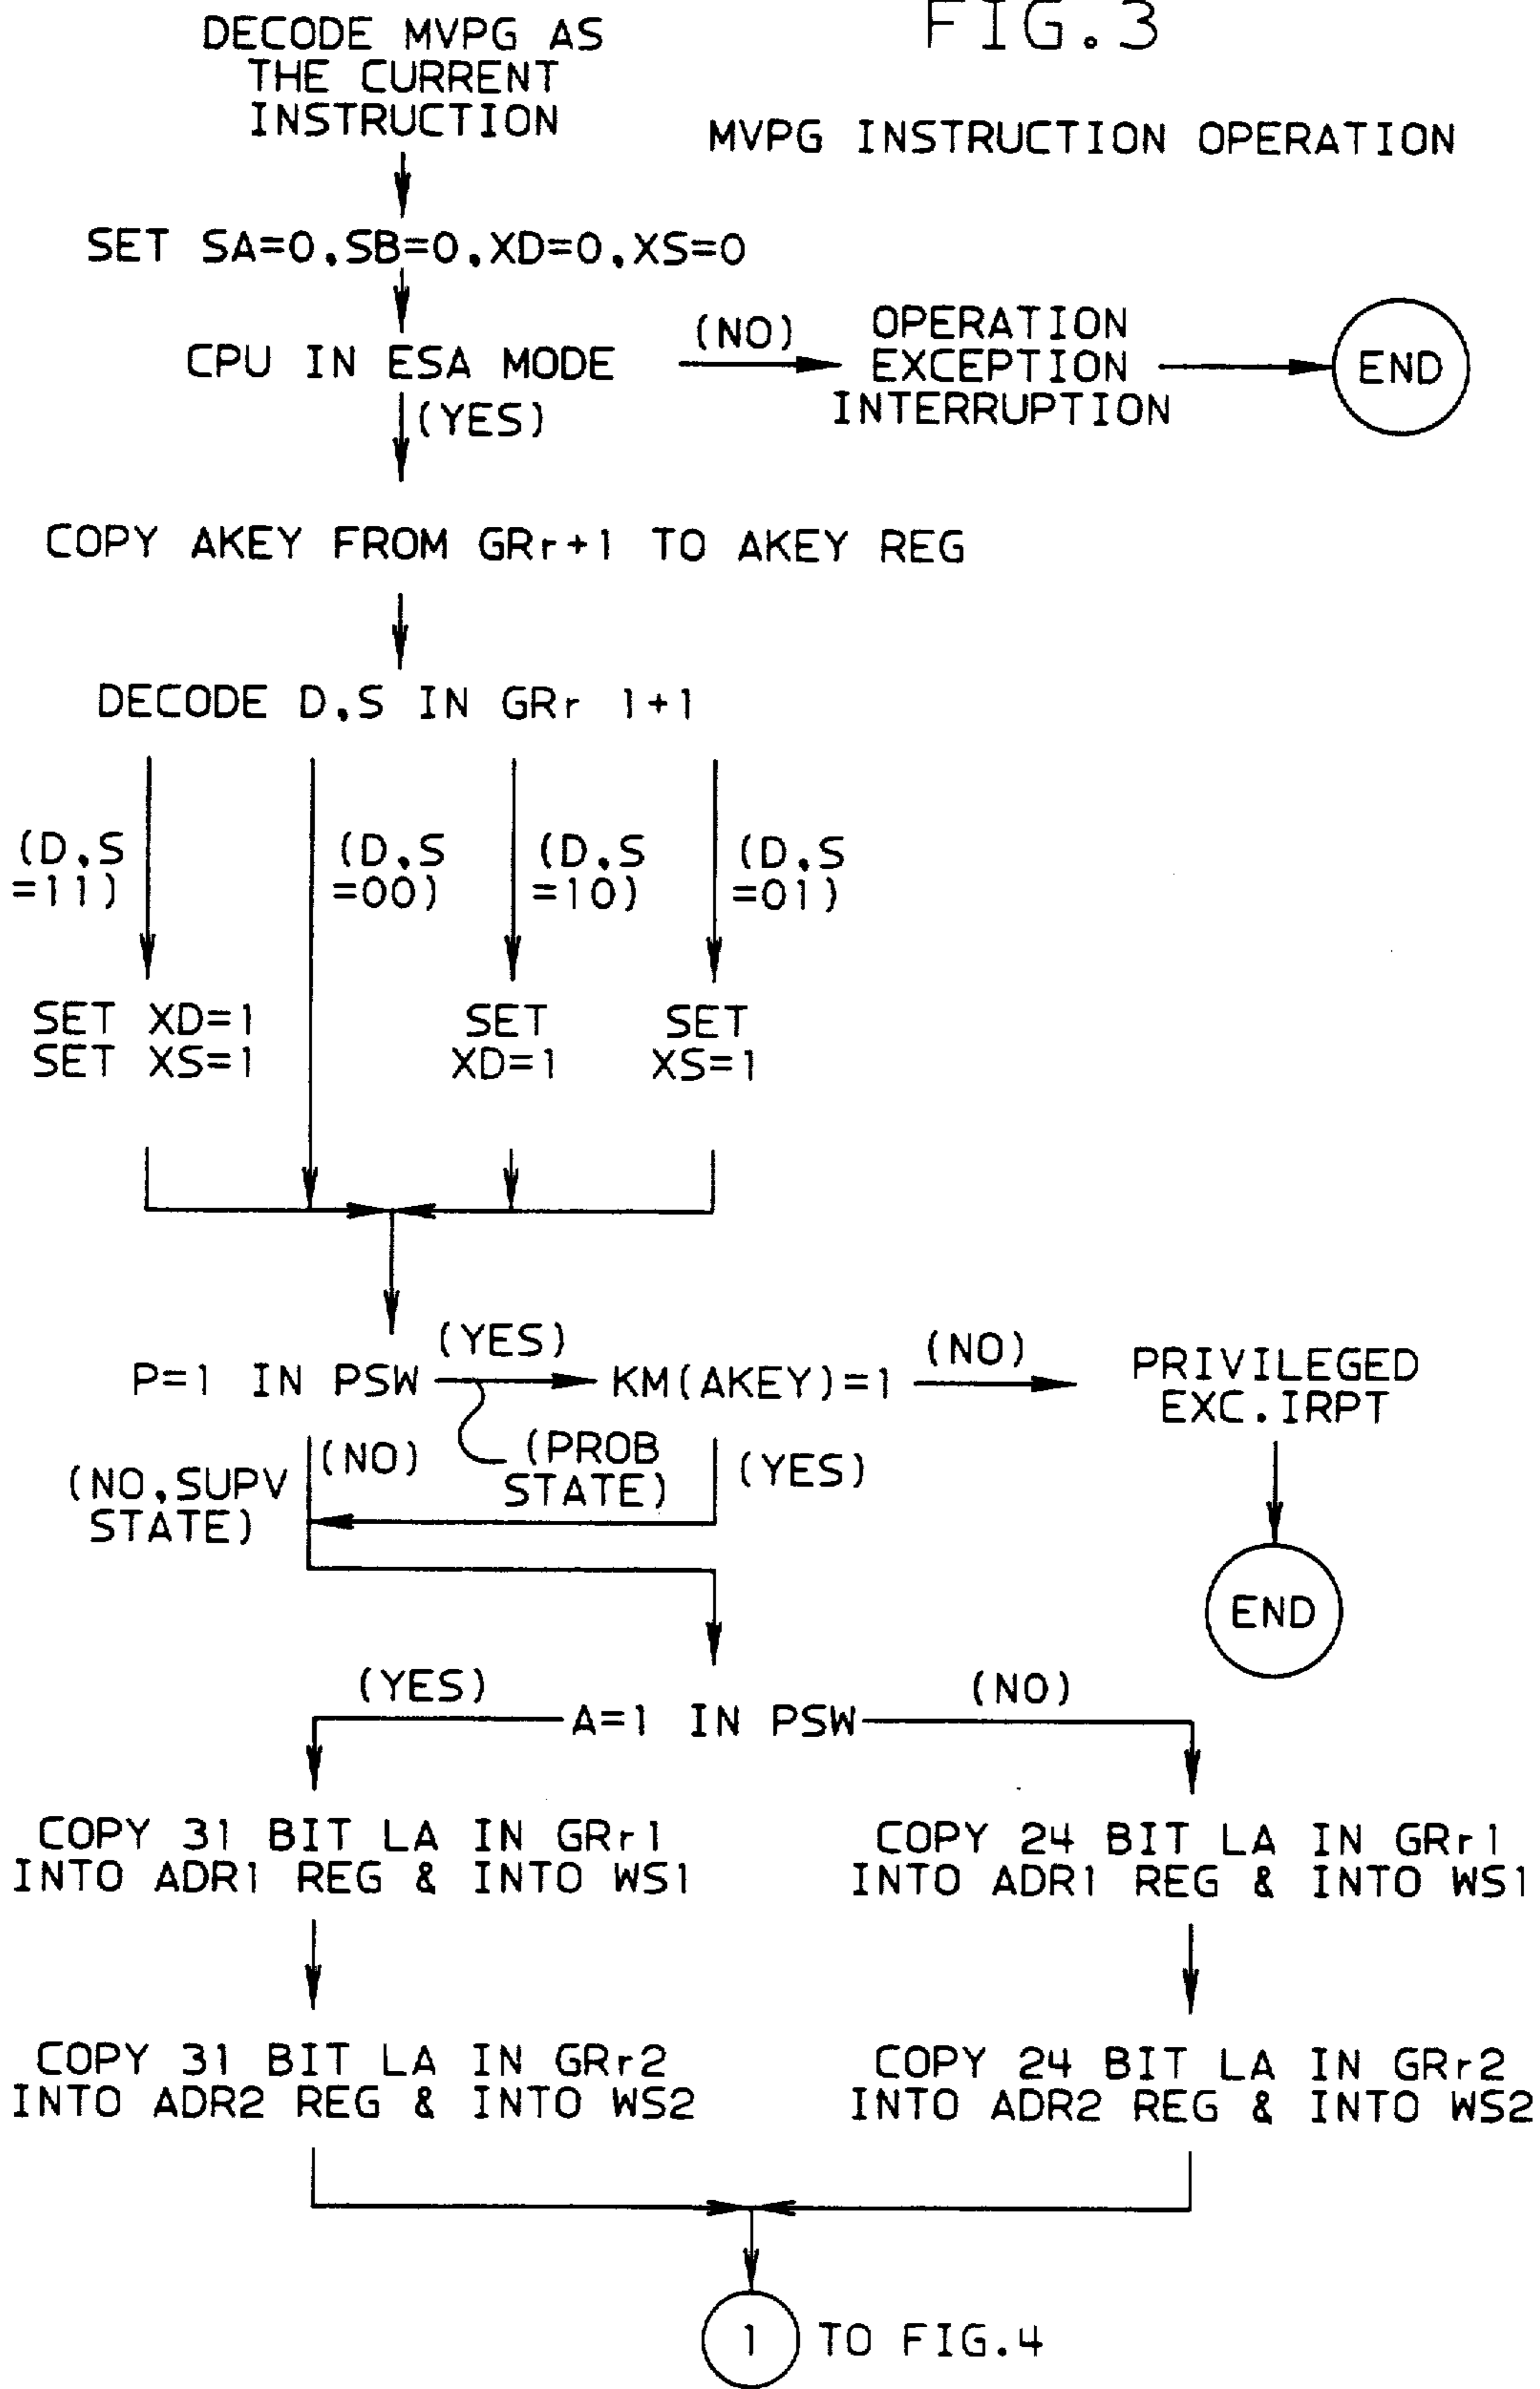 FIG.3
DECODE MVPG AS
THE CURRENT
INSTRUCTION
MVPG INSTRUCTION OPERATION
SET SA=0,SB=0,XD=0,XS=0
CPU IN ESA MODE
(NO)
OPERATION
EXCEPTION
INTERRUPTION
END
(YES)
COPY AKEY FROM GRr+1 TO AKEY REG
DECODE D,S IN GRr 1+1
(D,S
=11)
(D,S
=00)
(D,S
=10)
(D,S
=01)
SET XD=1
SET XS=1
SET
XD=1
SET
XS=1
P=1 IN PSW
(YES)
KM(AKEY)=1
(NO)
PRIVILEGED
EXC.IRPT
(NO)
(PROB
STATE)
(YES)
(NO,SUPV
STATE)
END
(YES)
A=1 IN PSW
(NO)
COPY 31 BIT LA IN GRr1
INTO ADR1 REG & INTO WS1
COPY 24 BIT LA IN GRr1
INTO ADR1 REG & INTO WS1
COPY 31 BIT LA IN GRr2
INTO ADR2 REG & INTO WS2
COPY 24 BIT LA IN GRr2
INTO ADR2 REG & INTO WS2
1 TO FIG.4